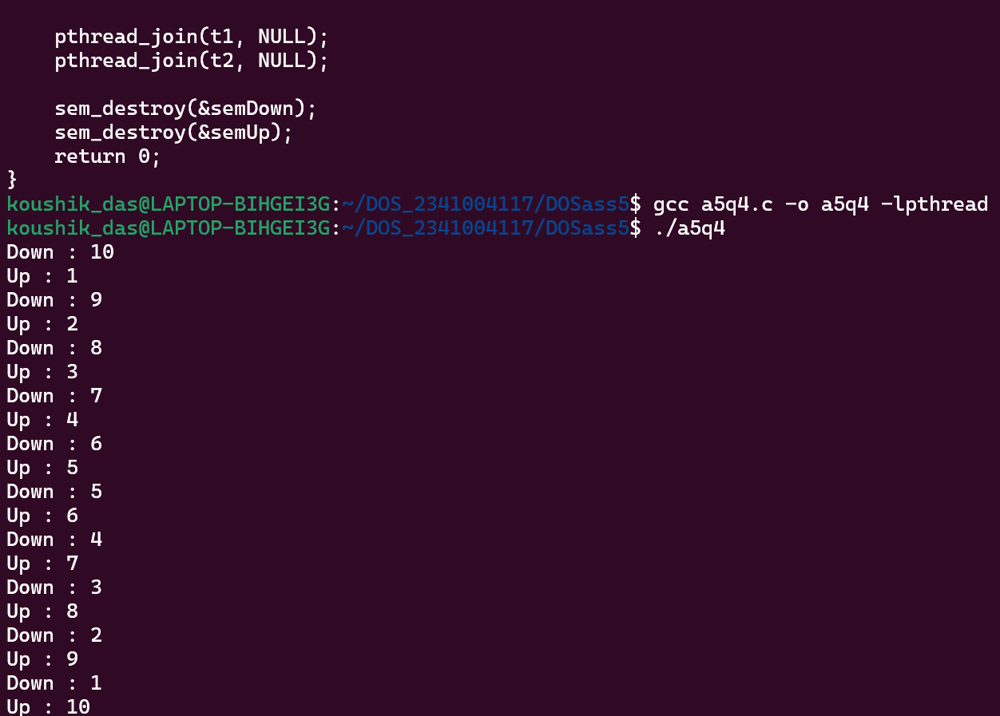 pthread_join(t1, NULL);
    pthread_join(t2, NULL);

    sem_destroy(&semDown);
    sem_destroy(&semUp);
    return 0;
}
koushik_das@LAPTOP-BIHGEI3G:~/DOS_2341004117/DOSass5$ gcc a5q4.c -o a5q4 -lpthread
koushik_das@LAPTOP-BIHGEI3G:~/DOS_2341004117/DOSass5$ ./a5q4
Down : 10
Up : 1
Down : 9
Up : 2
Down : 8
Up : 3
Down : 7
Up : 4
Down : 6
Up : 5
Down : 5
Up : 6
Down : 4
Up : 7
Down : 3
Up : 8
Down : 2
Up : 9
Down : 1
Up : 10